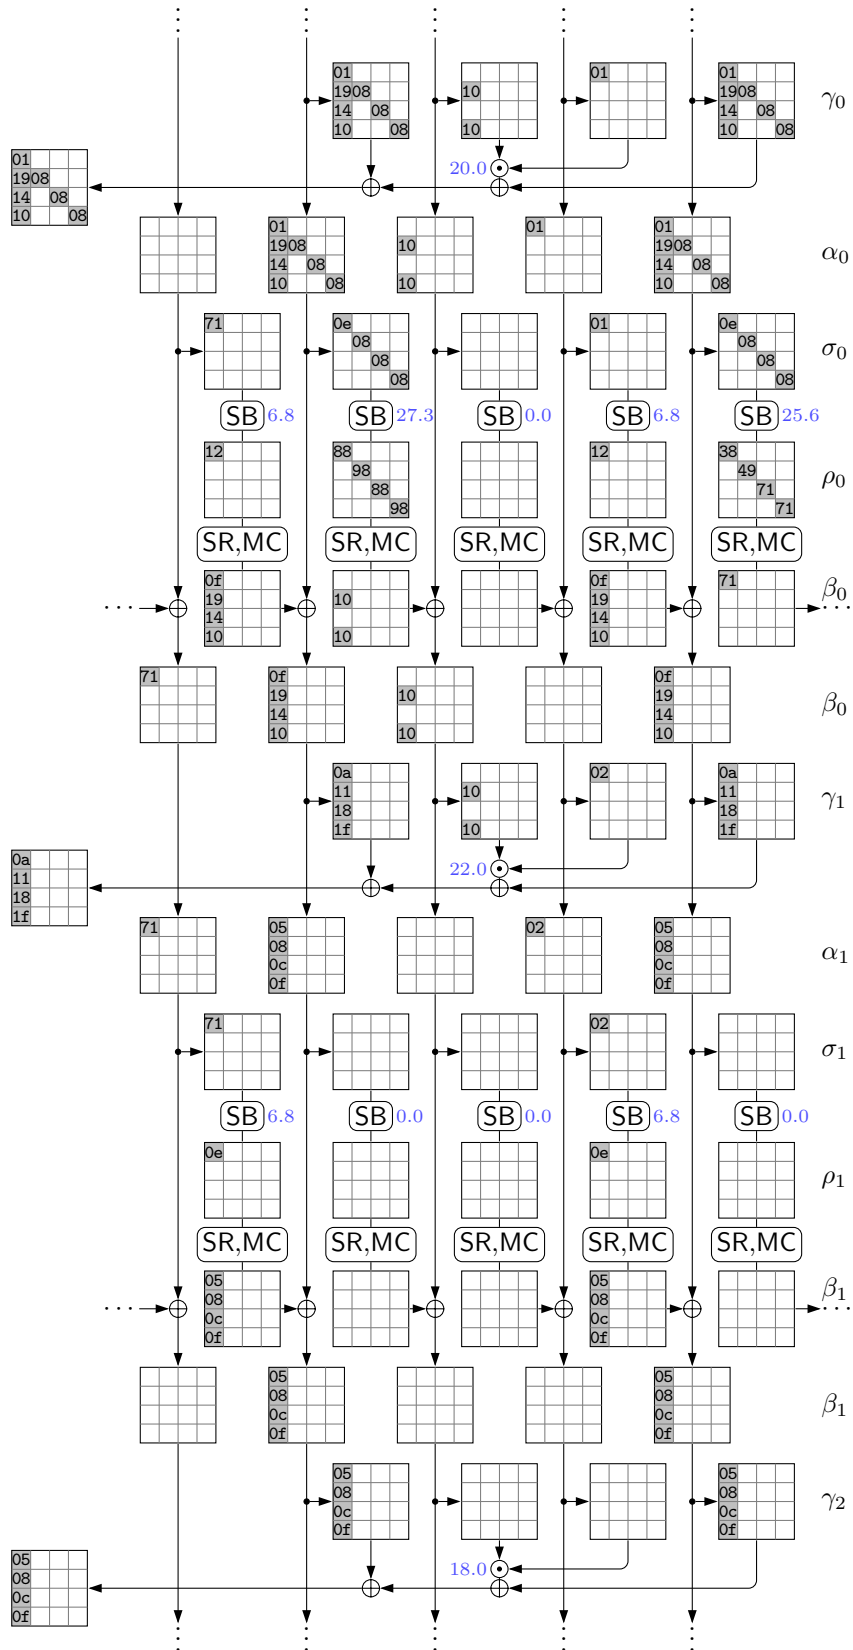 ⋮ ⋮ ⋮ ⋮ ⋮
01 01 01
1908 10 1908 γ₀
14 08 14 08
10 08 10 10 08
01 20.0
1908
14 08
10 08
01 01 01
1908 10 1908 α₀
14 08 14 08
10 08 10 10 08
71 0e 01 0e
08 08 σ₀
08 08
08 08
SB 6.8 SB 27.3 SB 0.0 SB 6.8 SB 25.6
12 88 12 38
98 49 ρ₀
88 71
98 71
SR,MC SR,MC SR,MC SR,MC SR,MC
0f 0f 71 β₀
⋯ 19 10 19 ⋯
14 14
10 10 10
71 0f 0f
19 10 19 β₀
14 14
10 10 10
0a 02 0a
11 10 11 γ₁
18 18
1f 10 1f
0a 22.0
11
18
1f
71 05 02 05
08 08 α₁
0c 0c
0f 0f
71 02 σ₁
SB 6.8 SB 0.0 SB 0.0 SB 6.8 SB 0.0
0e 0e ρ₁
SR,MC SR,MC SR,MC SR,MC SR,MC
05 05 β₁
08 08
⋯ 0c 0c ⋯
0f 0f
05 05
08 08 β₁
0c 0c
0f 0f
05 05
08 08 γ₂
0c 0c
0f 0f
05 18.0
08
0c
0f
⋮ ⋮ ⋮ ⋮ ⋮